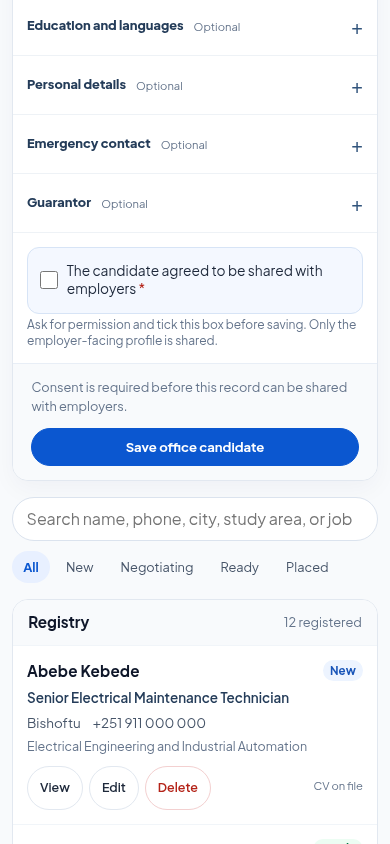 Education and languages Optional +
Personal details Optional +
Emergency contact Optional +
Guarantor Optional +
The candidate agreed to be shared with
employers *
Ask for permission and tick this box before saving. Only the
employer-facing profile is shared.
Consent is required before this record can be shared
with employers.
Save office candidate
Search name, phone, city, study area, or job
All New Negotiating Ready Placed
Registry 12 registered
Abebe Kebede New
Senior Electrical Maintenance Technician
Bishoftu +251 911 000 000
Electrical Engineering and Industrial Automation
View Edit Delete CV on file